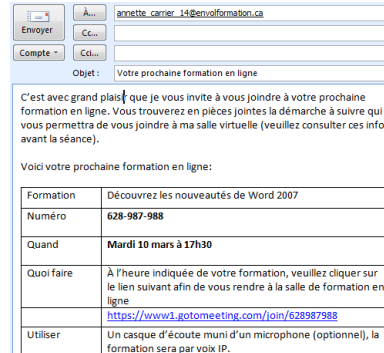 À...
annette_carrier_14@envolformation.ca
Envoyer
Cc...
Compte
Cci...
Objet :
Votre prochaine formation en ligne
C'est avec grand plaisir que je vous invite à vous joindre à votre prochaine
formation en ligne. Vous trouverez en pièces jointes la démarche à suivre qui
vous permettra de vous joindre à ma salle virtuelle (veuillez consulter ces info
avant la séance).
Voici votre prochaine formation en ligne:
Formation Découvrez les nouveautés de Word 2007
Numéro 628-987-988
Quand Mardi 10 mars à 17h30
Quoi faire À l'heure indiquée de votre formation, veuillez cliquer sur
le lien suivant afin de vous rendre à la salle de formation en
ligne
https://www1.gotomeeting.com/join/628987988
Utiliser Un casque d'écoute muni d'un microphone (optionnel), la
formation sera par voix IP.